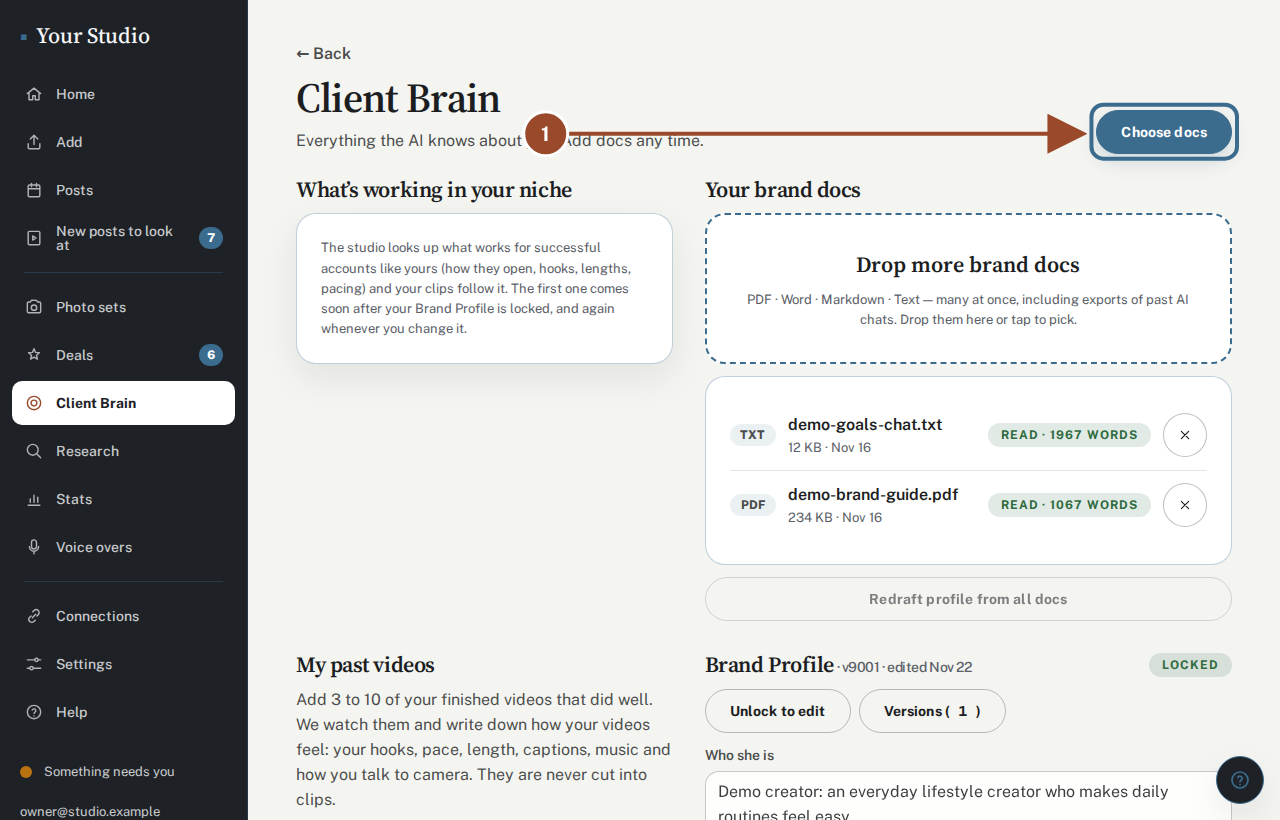 Your Studio
Home
Add
Posts
New posts to look
at
7
Photo sets
Deals
6
Client Brain
Research
Stats
Voice overs
Connections
Settings
Help
Something needs you
owner@studio.example
← Back
Client Brain
Everything the AI knows about Add docs any time.
1
Choose docs
What's working in your niche
The studio looks up what works for successful
accounts like yours (how they open, hooks, lengths,
pacing) and your clips follow it. The first one comes
soon after your Brand Profile is locked, and again
whenever you change it.
Your brand docs
Drop more brand docs
PDF · Word · Markdown · Text — many at once, including exports of past AI
chats. Drop them here or tap to pick.
TXT
demo-goals-chat.txt
12 KB · Nov 16
READ · 1967 WORDS
×
PDF
demo-brand-guide.pdf
234 KB · Nov 16
READ · 1067 WORDS
×
Redraft profile from all docs
My past videos
Add 3 to 10 of your finished videos that did well.
We watch them and write down how your videos
feel: your hooks, pace, length, captions, music and
how you talk to camera. They are never cut into
clips.
Brand Profile · v9001 · edited Nov 22
LOCKED
Unlock to edit
Versions ( 1 )
Who she is
Demo creator: an everyday lifestyle creator who makes daily
routines feel easy
?